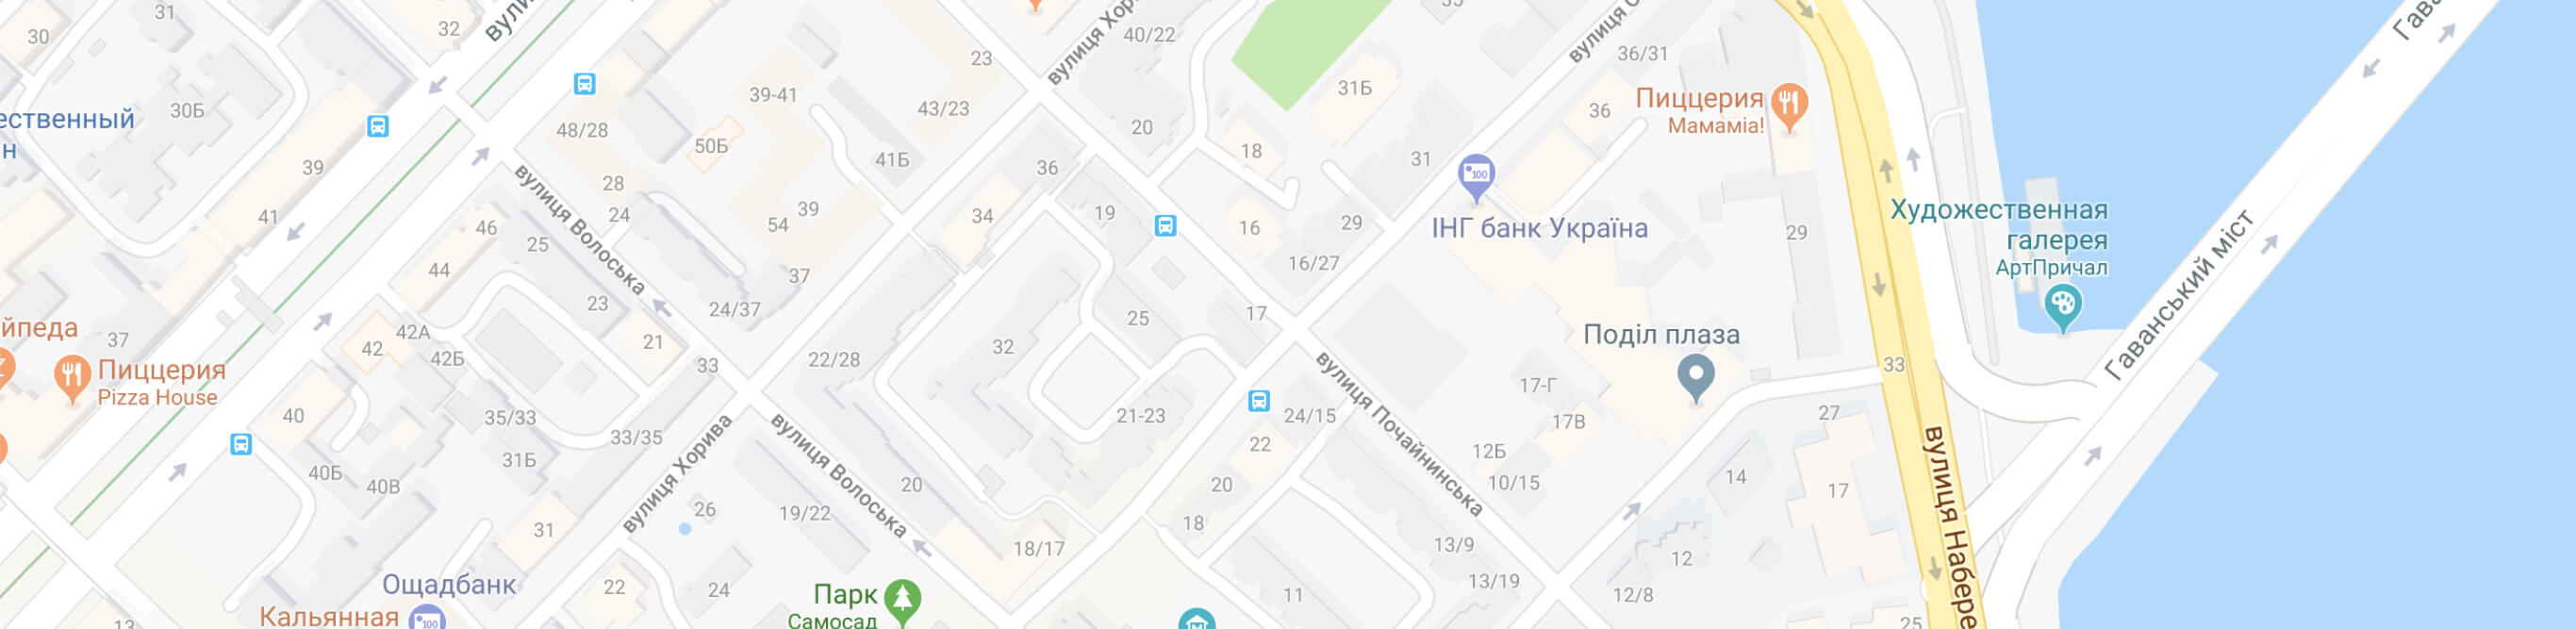 31
30
32
30Б
ественный
н
39
41
37
йпеда
Пиццерия
Pizza House
48/28
39-41
50Б
28
24
54
39
37
24/37
23
43/23
41Б
вулиця Волоська
46
25
44
23
21
42А
42
42Б
33
40
35/33
33/35
31Б
40Б
40В
вулиця Хорива
26
19/22
31
22
24
Ощадбанк
Кальянная
13
Парк
Самосад
вулиця Волоська
20
22/28
18/17
36
34
19
32
25
21-23
40/22
20
18
16
17
16/27
29
31
31Б
24/15
22
20
18
11
36/31
36
Пиццерия
Mамамія!
ІНГ банк Україна
29
Поділ плаза
вулиця Почайнинська
17-Г
17В
12Б
10/15
13/9
13/19
12/8
12
14
27
17
25
33
вулиця Набере
Художественная
галерея
АртПричал
Гаванський міст